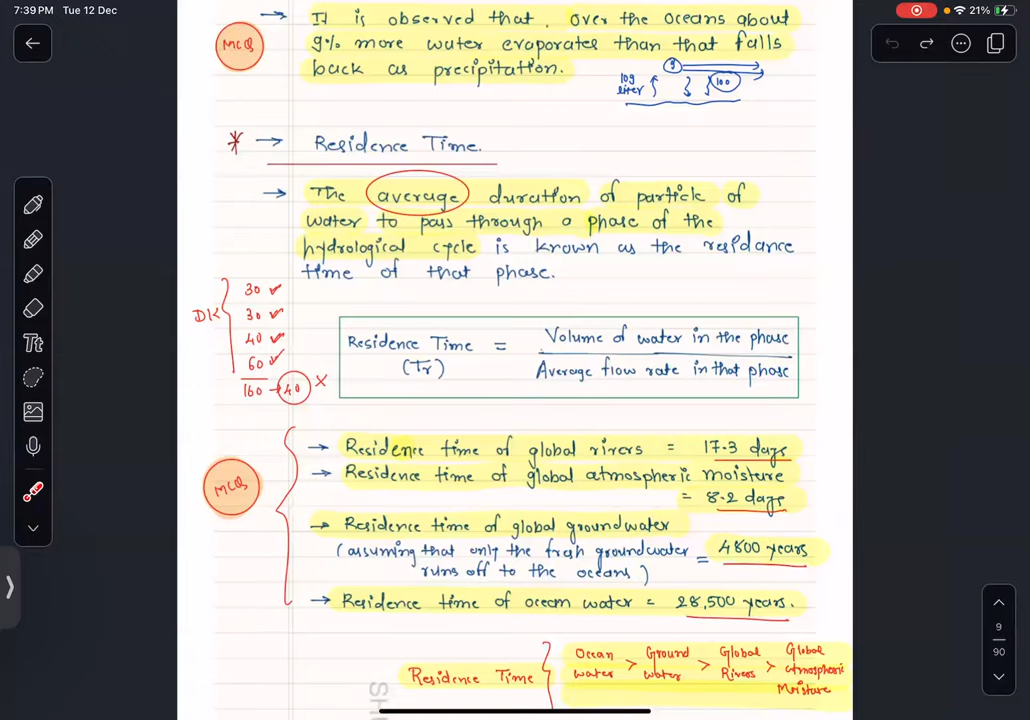 7:39 PM Tue 12 Dec
21%
→ It is observed that, over the oceans about
MCQ
9% more water evaporates than that falls
back as precipitation.
9
100
* → Residence Time.
→ The average duration of particle of
water to pass through a phase of the
hydrological cycle is known as the residance
time of that phase.
30 ✓
DK
30 ✓
40 ✓
60 ✓
160 → 40 ×
Residence Time = Volume of water in the phase
(Tr) Average flow rate in that phase
→ Residence time of global rivers = 17.3 days
→ Residence time of global atmospheric moisture
MCQ
= 8.2 days
→ Residence time of global groundwater
(assuming that only the fresh groundwater = 4800 years
runs off to the oceans)
→ Residence time of ocean water = 28,500 years.
Residence Time { Ocean water > Ground water > Global Rivers > Global atmospheric Moisture
Tt
9
90